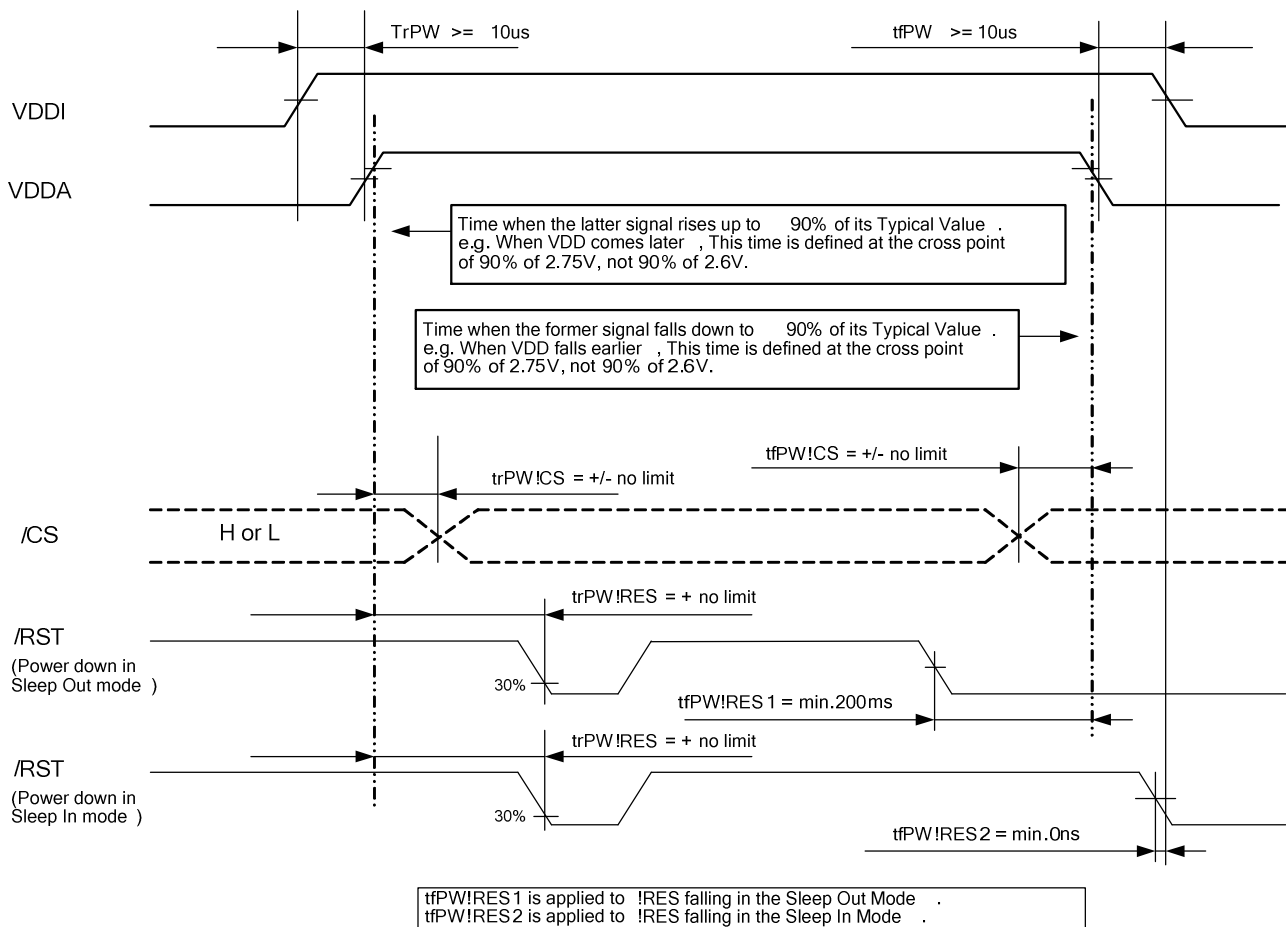 TrPW >= 10us
tfPW >= 10us
VDDI
VDDA
Time when the latter signal rises up to 90% of its Typical Value .
e.g. When VDD comes later , This time is defined at the cross point
of 90% of 2.75V, not 90% of 2.6V.
Time when the former signal falls down to 90% of its Typical Value .
e.g. When VDD falls earlier , This time is defined at the cross point
of 90% of 2.75V, not 90% of 2.6V.
tfPW!CS = +/- no limit
trPW!CS = +/- no limit
/CS
H or L
trPW!RES = + no limit
/RST
(Power down in
Sleep Out mode )
30%
tfPW!RES1 = min.200ms
trPW!RES = + no limit
/RST
(Power down in
Sleep In mode )
30%
tfPW!RES2 = min.0ns
tfPW!RES1 is applied to !RES falling in the Sleep Out Mode .
tfPW!RES2 is applied to !RES falling in the Sleep In Mode .